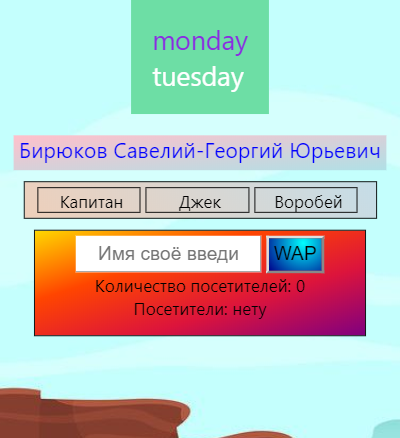 monday
tuesday
Бирюков Савелий-Георгий Юрьевич
Капитан Джек Воробей
Имя своё введи WAP
Количество посетителей: 0
Посетители: нету